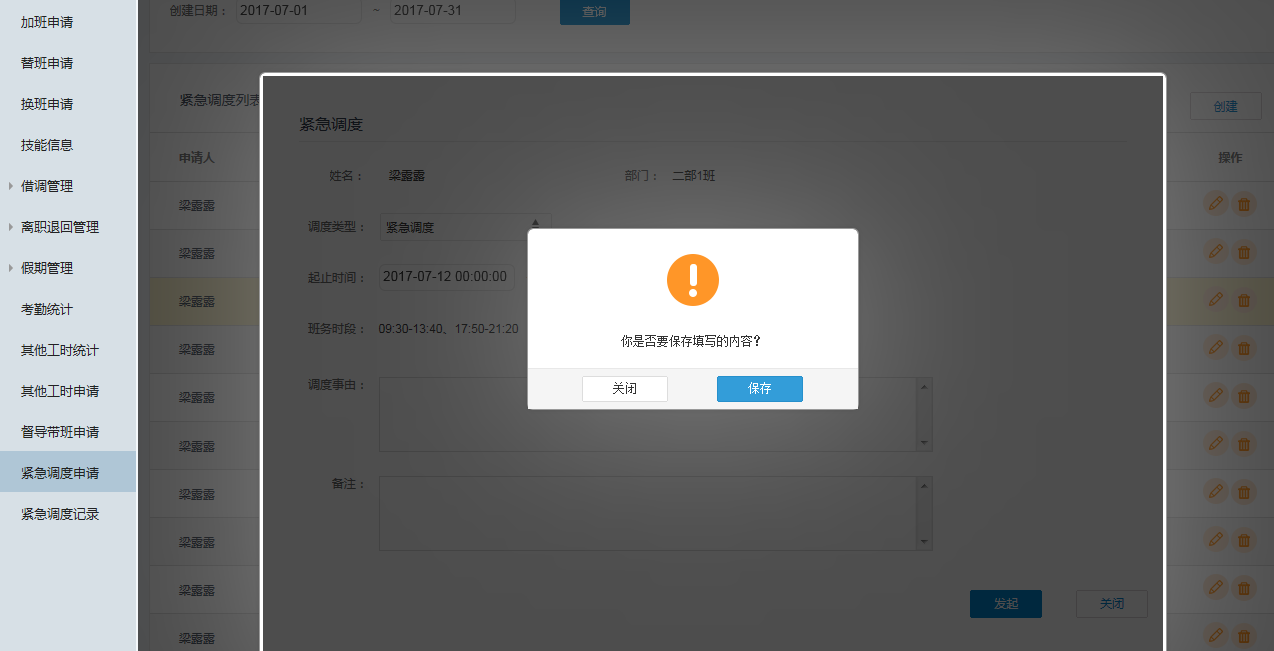 加班申请
替班申请
换班申请
技能信息
借调管理
离职退回管理
假期管理
考勤统计
其他工时统计
其他工时申请
督导带班申请
紧急调度申请
紧急调度记录
创建日期： 2017-07-01 ~ 2017-07-31 查询
紧急调度列表 创建
申请人 操作
梁露露
梁露露
梁露露
梁露露
梁露露
梁露露
梁露露
梁露露
梁露露
梁露露
紧急调度
姓名： 梁露露 部门： 二部1班
调度类型： 紧急调度
起止时间： 2017-07-12 00:00:00
班务时段： 09:30-13:40、17:50-21:20
调度事由：
备注：
发起 关闭
你是否要保存填写的内容？
关闭 保存